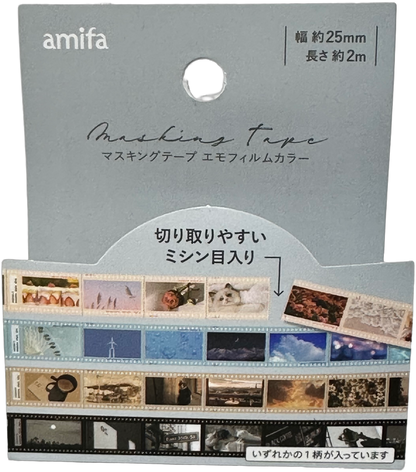 amifa
幅 約25mm
長さ 約2m
masking tape
マスキングテープ エモフィルムカラー
切り取りやすい
ミシン目入り
いずれかの1柄が入っています